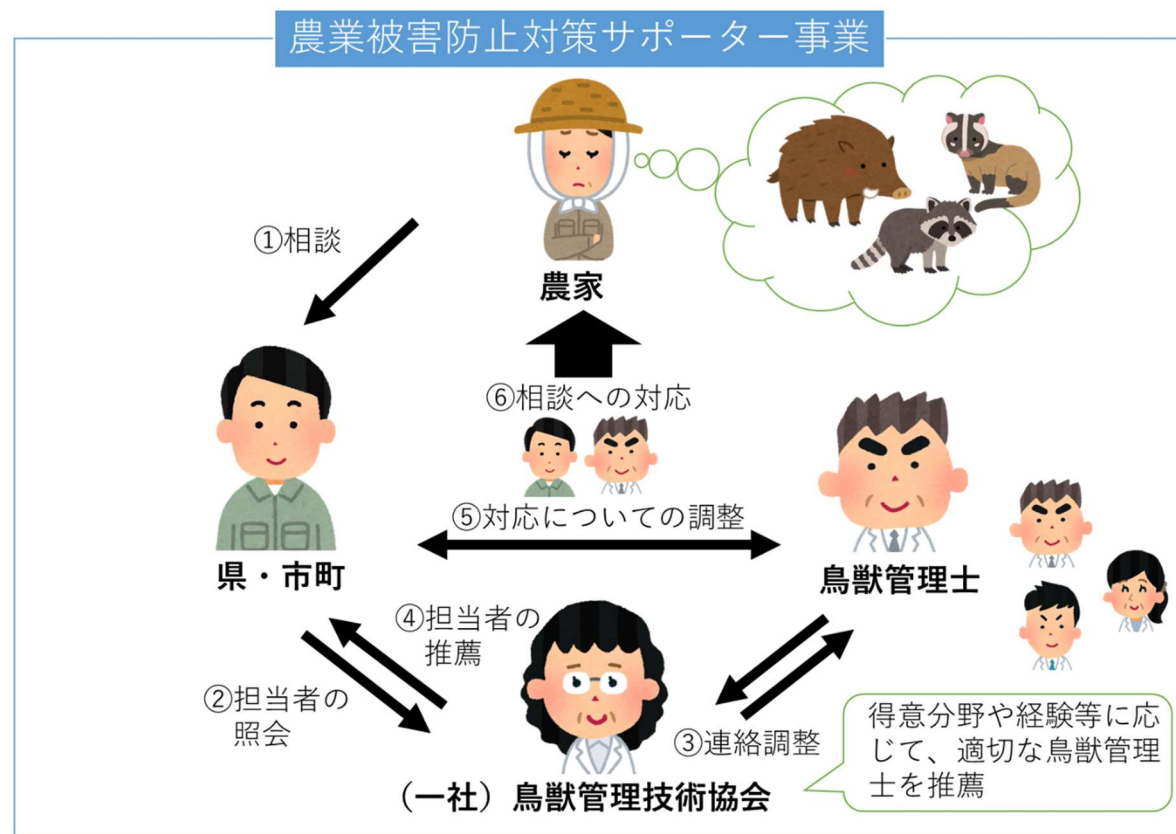 農業被害防止対策サポーター事業
①相談
農家
⑥相談への対応
⑤対応についての調整
県・市町
鳥獣管理士
④担当者の
推薦
②担当者の
照会
③連絡調整
得意分野や経験等に応
じて、適切な鳥獣管理
士を推薦
（一社）鳥獣管理技術協会